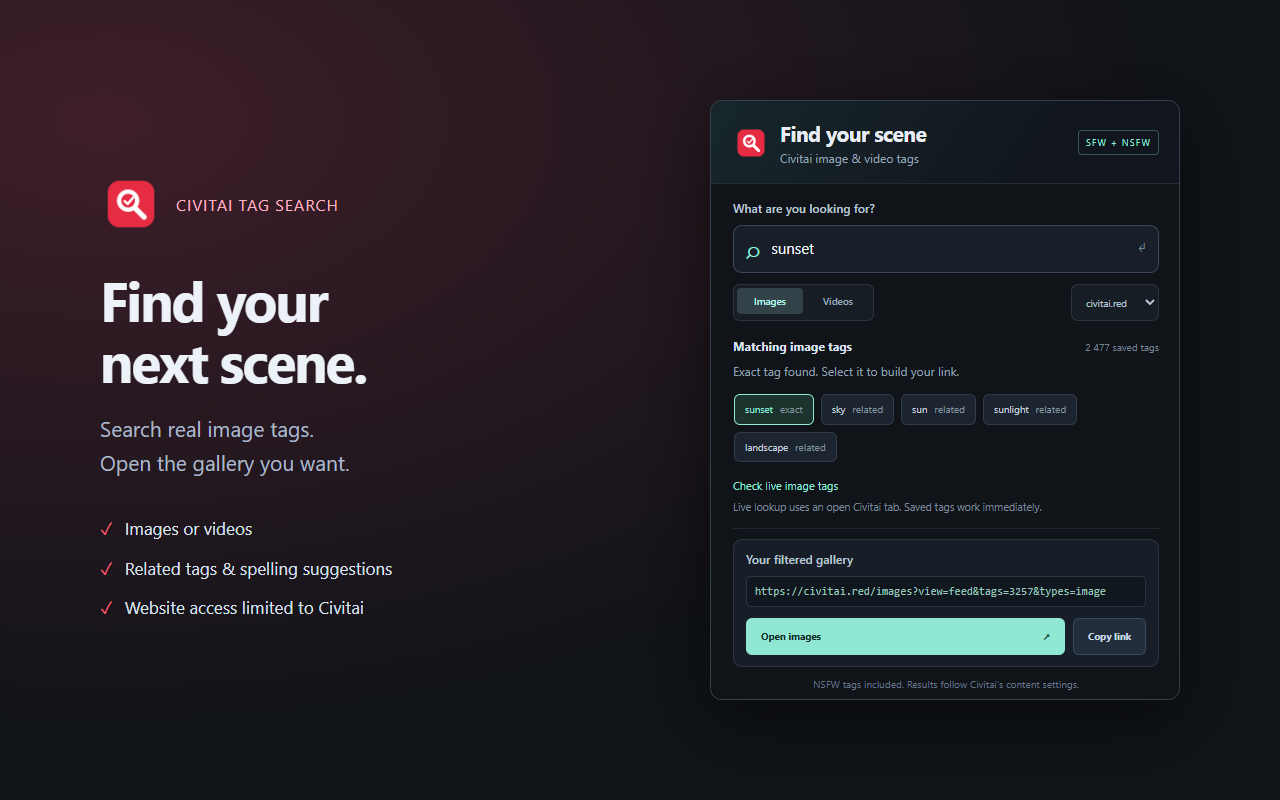 CIVITAI TAG SEARCH
Find your
next scene.
Search real image tags.
Open the gallery you want.
✓ Images or videos
✓ Related tags & spelling suggestions
✓ Website access limited to Civitai
Find your scene
Civitai image & video tags
SFW + NSFW
What are you looking for?
sunset
Images Videos
civitai.red
Matching image tags
2 477 saved tags
Exact tag found. Select it to build your link.
sunset exact sky related sun related sunlight related
landscape related
Check live image tags
Live lookup uses an open Civitai tab. Saved tags work immediately.
Your filtered gallery
https://civitai.red/images?view=feed&tags=3257&types=image
Open images ↗ Copy link
NSFW tags included. Results follow Civitai's content settings.